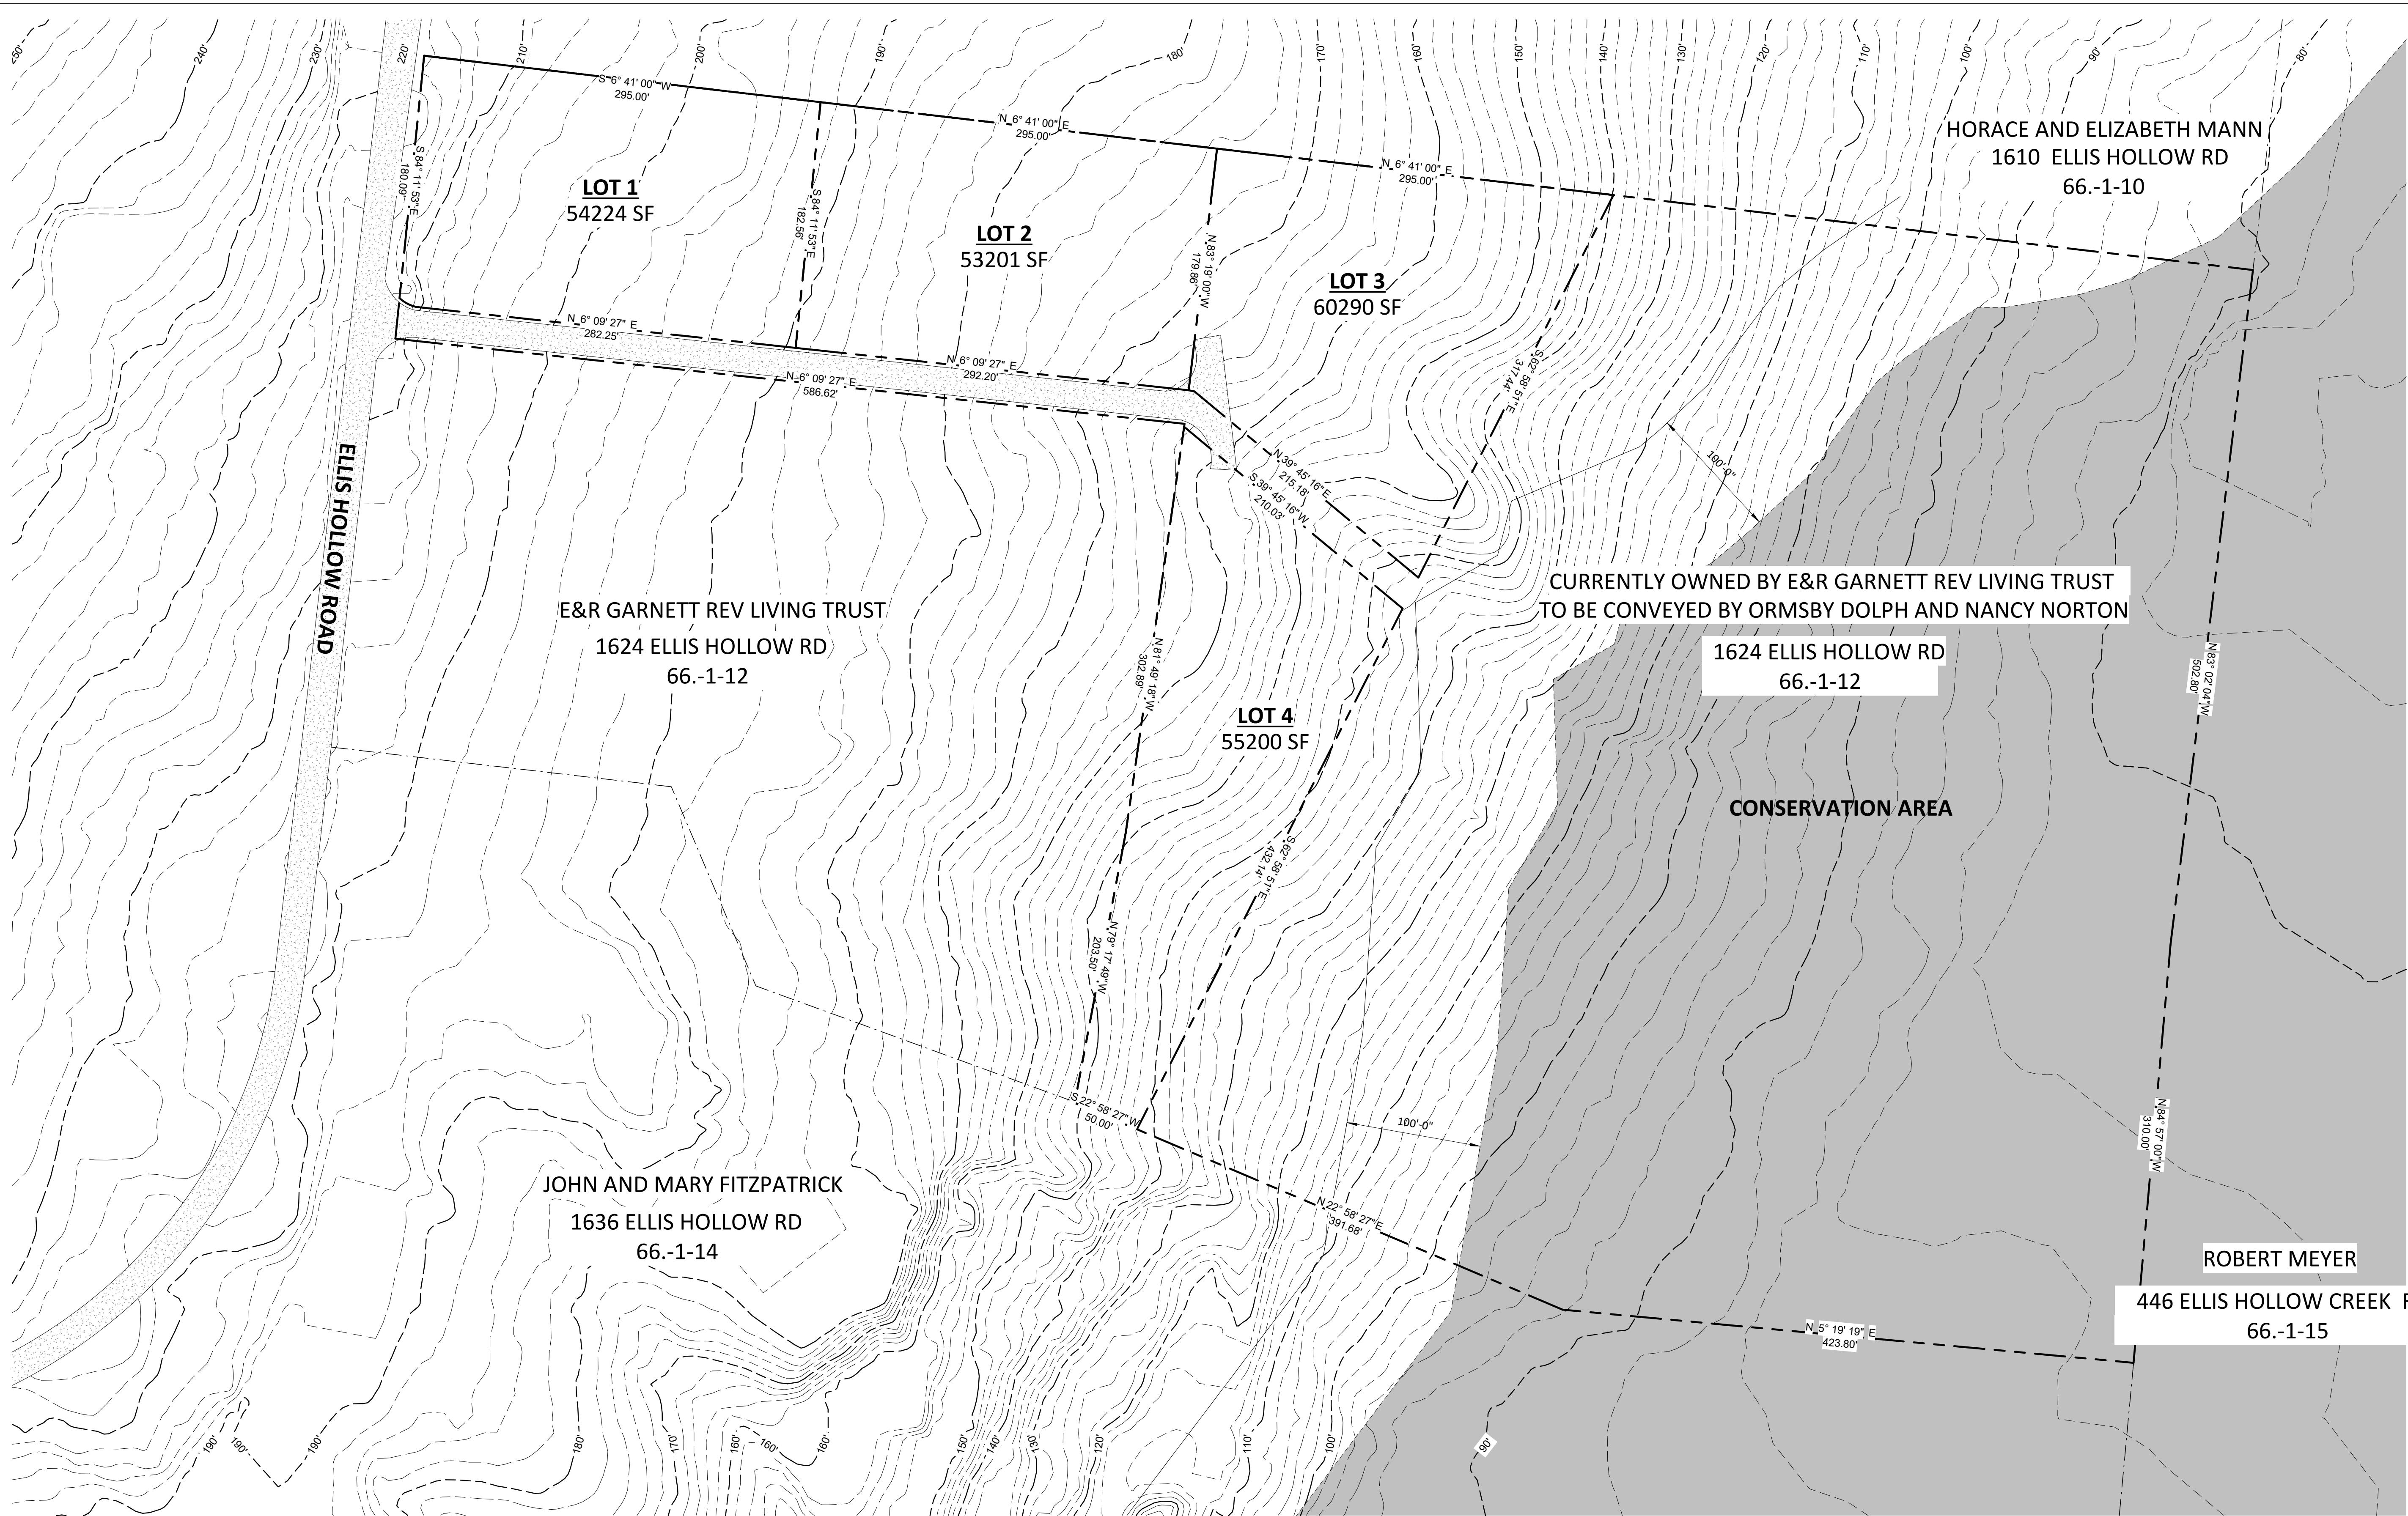 250'
240'
230'
220'
210'
200'
190'
180'
170'
160'
150'
140'
130'
120'
110'
100'
90'
80'
S 6° 41' 00" W
295.00'
N 6° 41' 00" E
295.00'
N 6° 41' 00" E
295.00'
HORACE AND ELIZABETH MANN
1610 ELLIS HOLLOW RD
66.-1-10
S 84° 11' 53" E
180.09'
LOT 1
54224 SF
S 84° 11' 53" E
182.56'
LOT 2
53201 SF
N 83° 19' 00" W
179.86'
LOT 3
60290 SF
N 6° 09' 27" E
282.25'
N 6° 09' 27" E
292.20'
N 6° 09' 27" E
586.62'
S 62° 58' 51" E
317.44'
N 39° 45' 16" E
215.18'
S 39° 45' 16" W
210.03'
100'-0"
ELLIS HOLLOW ROAD
E&R GARNETT REV LIVING TRUST
1624 ELLIS HOLLOW RD
66.-1-12
CURRENTLY OWNED BY E&R GARNETT REV LIVING TRUST
TO BE CONVEYED BY ORMSBY DOLPH AND NANCY NORTON
1624 ELLIS HOLLOW RD
66.-1-12
N 81° 49' 18" W
302.89'
N 83° 02' 04" W
502.80'
LOT 4
55200 SF
CONSERVATION AREA
S 62° 58' 51" E
432.14'
N 79° 17' 49" W
203.50'
S 22° 58' 27" W
50.00'
100'-0"
N 84° 57' 00" W
310.00'
JOHN AND MARY FITZPATRICK
1636 ELLIS HOLLOW RD
66.-1-14
N 22° 58' 27" E
391.68'
N 5° 19' 19" E
423.80'
ROBERT MEYER
446 ELLIS HOLLOW CREEK
66.-1-15
190'
190'
190'
180'
170'
160'
160'
160'
150'
140'
130'
120'
110'
100'
90'